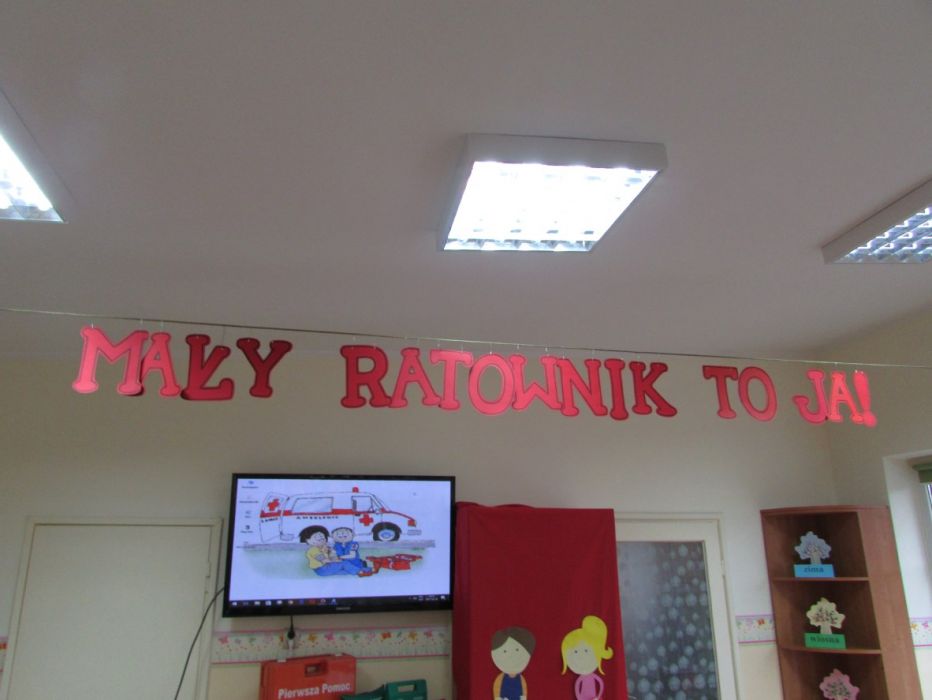 MAŁY RATOWNIK TO JA!
AMBULANS
zima
wiosna
Pierwsza Pomoc